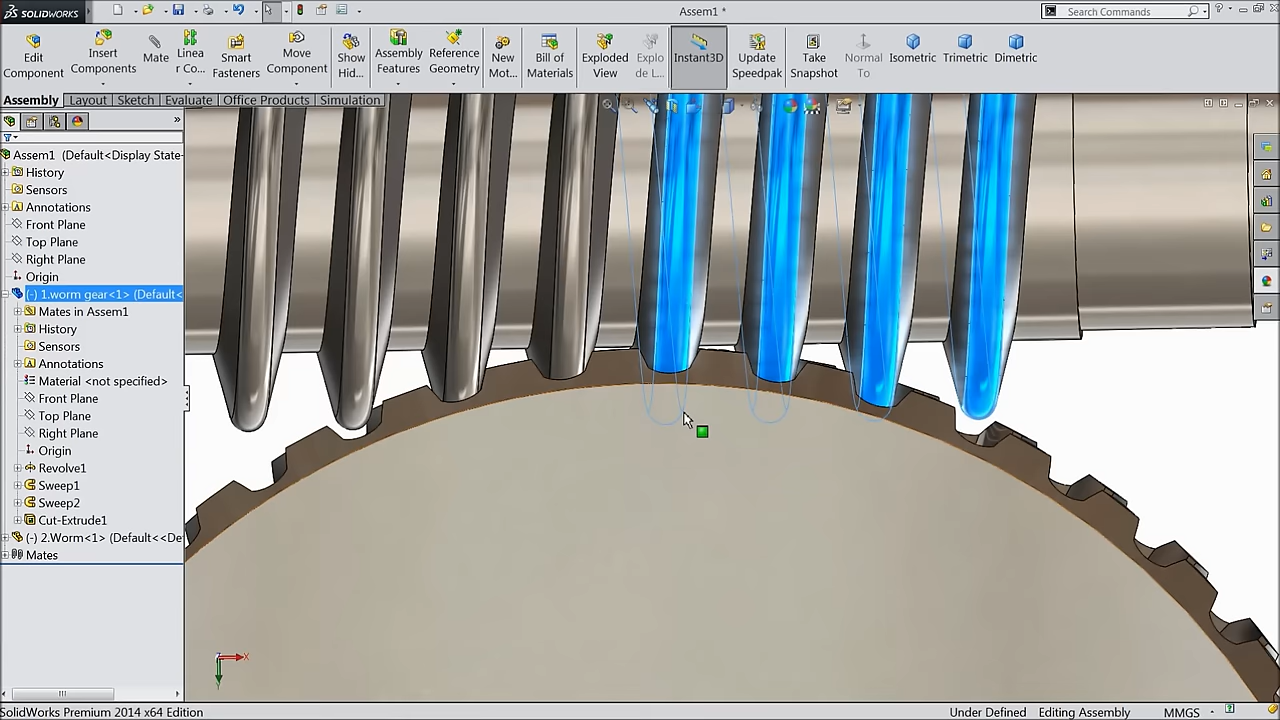 SOLIDWORKS
Assem1 *
Search Commands
Edit Component
Insert Components
Mate
Linea r Co...
Smart Fasteners
Move Component
Show Hid...
Assembly Features
Reference Geometry
New Mot...
Bill of Materials
Exploded View
Explo de L...
Instant3D
Update Speedpak
Take Snapshot
Normal To
Isometric
Trimetric
Dimetric
Assembly
Layout
Sketch
Evaluate
Office Products
Simulation
Assem1 (Default<Display State-
History
Sensors
Annotations
Front Plane
Top Plane
Right Plane
Origin
(-) 1.worm gear<1> (Default<
Mates in Assem1
History
Sensors
Annotations
Material <not specified>
Front Plane
Top Plane
Right Plane
Origin
Revolve1
Sweep1
Sweep2
Cut-Extrude1
(-) 2.Worm<1> (Default<<De
Mates
X
Y
SolidWorks Premium 2014 x64 Edition
Under Defined
Editing Assembly
MMGS